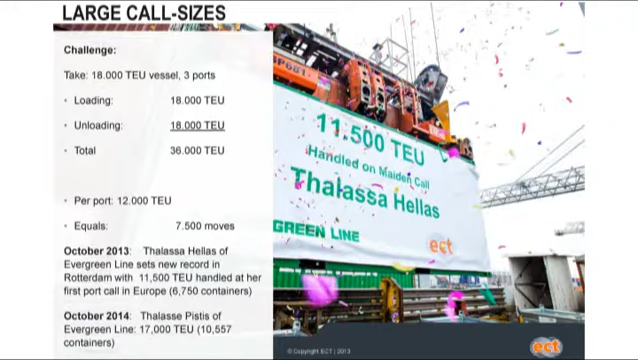 LARGE CALL-SIZES
Challenge:
Take: 18.000 TEU vessel, 3 ports
• Loading: 18.000 TEU
• Unloading: 18.000 TEU
• Total 36.000 TEU
• Per port: 12.000 TEU
• Equals: 7.500 moves
October 2013: Thalassa Hellas of
Evergreen Line sets new record in
Rotterdam with 11,500 TEU handled at her
first port call in Europe (6,750 containers)
October 2014: Thalasse Pistis of
Evergreen Line: 17,000 TEU (10,557
containers)
11.500 TEU
Handled on Maiden Call
Thalassa Hellas
GREEN LINE
ect
© Copyright ECT | 2013
ect